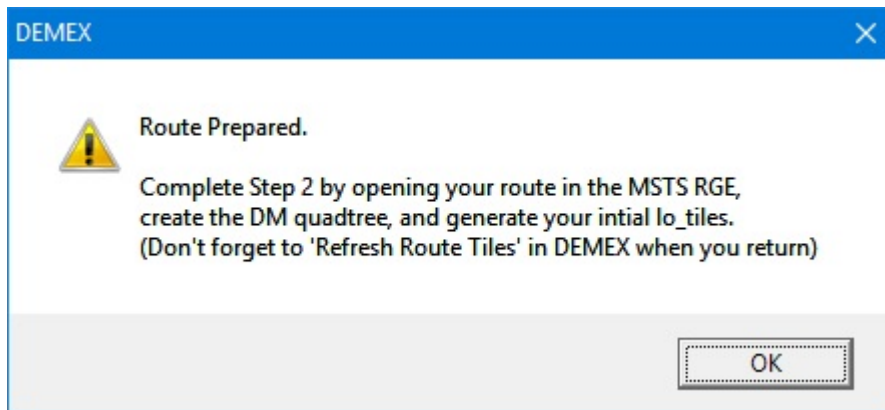 DEMEX
Route Prepared.
Complete Step 2 by opening your route in the MSTS RGE,
create the DM quadtree, and generate your intial lo_tiles.
(Don't forget to 'Refresh Route Tiles' in DEMEX when you return)
OK